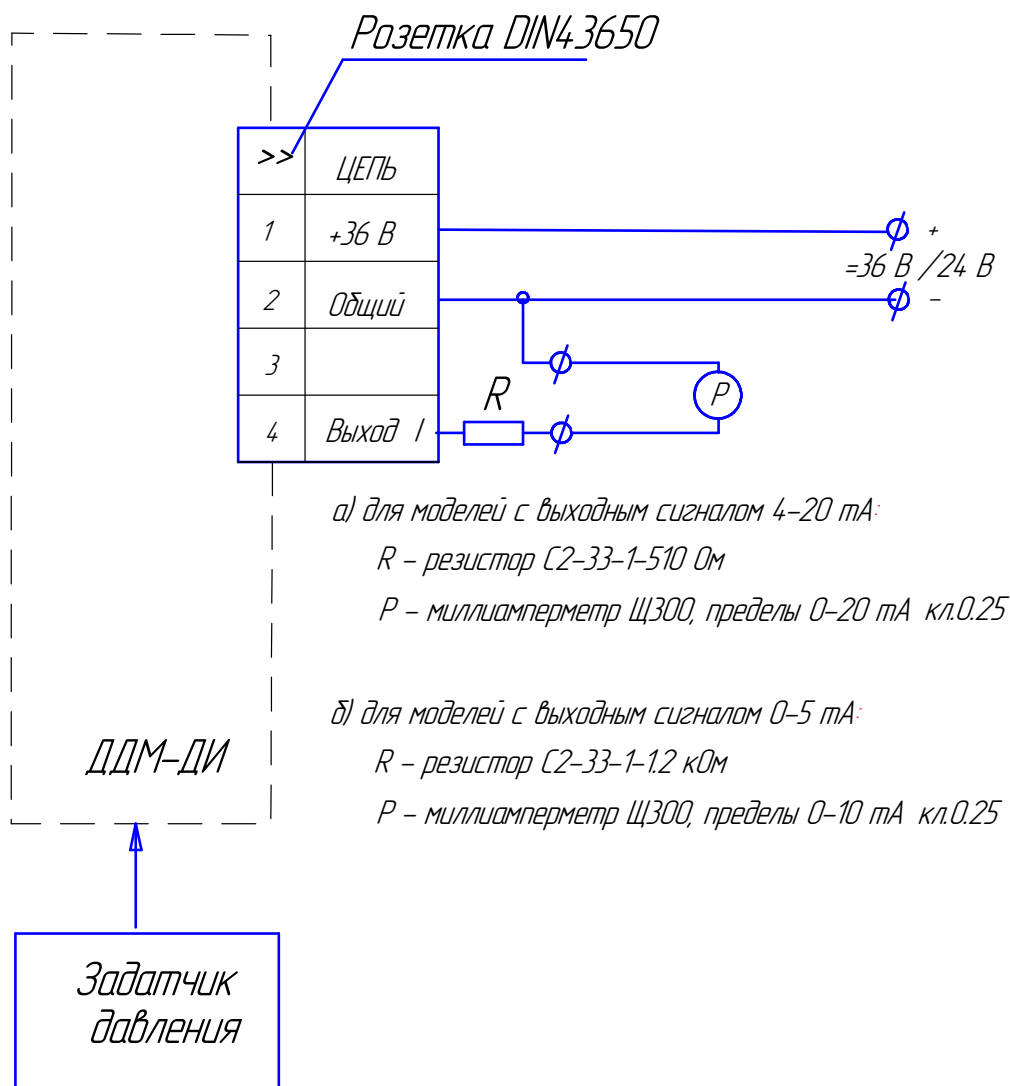 Розетка DIN43650
>> ЦЕПЬ
1 +36 В
+
=36 В /24 В
2 Общий
–
3
Р
R
4 Выход I
а) для моделей с выходным сигналом 4–20 mA:
R – резистор С2–33–1–510 Ом
Р – миллиамперметр Щ300, пределы 0–20 mA кл.0.25
б) для моделей с выходным сигналом 0–5 mA:
R – резистор С2–33–1–1.2 кОм
Р – миллиамперметр Щ300, пределы 0–10 mA кл.0.25
ДДМ–ДИ
Задатчик
давления